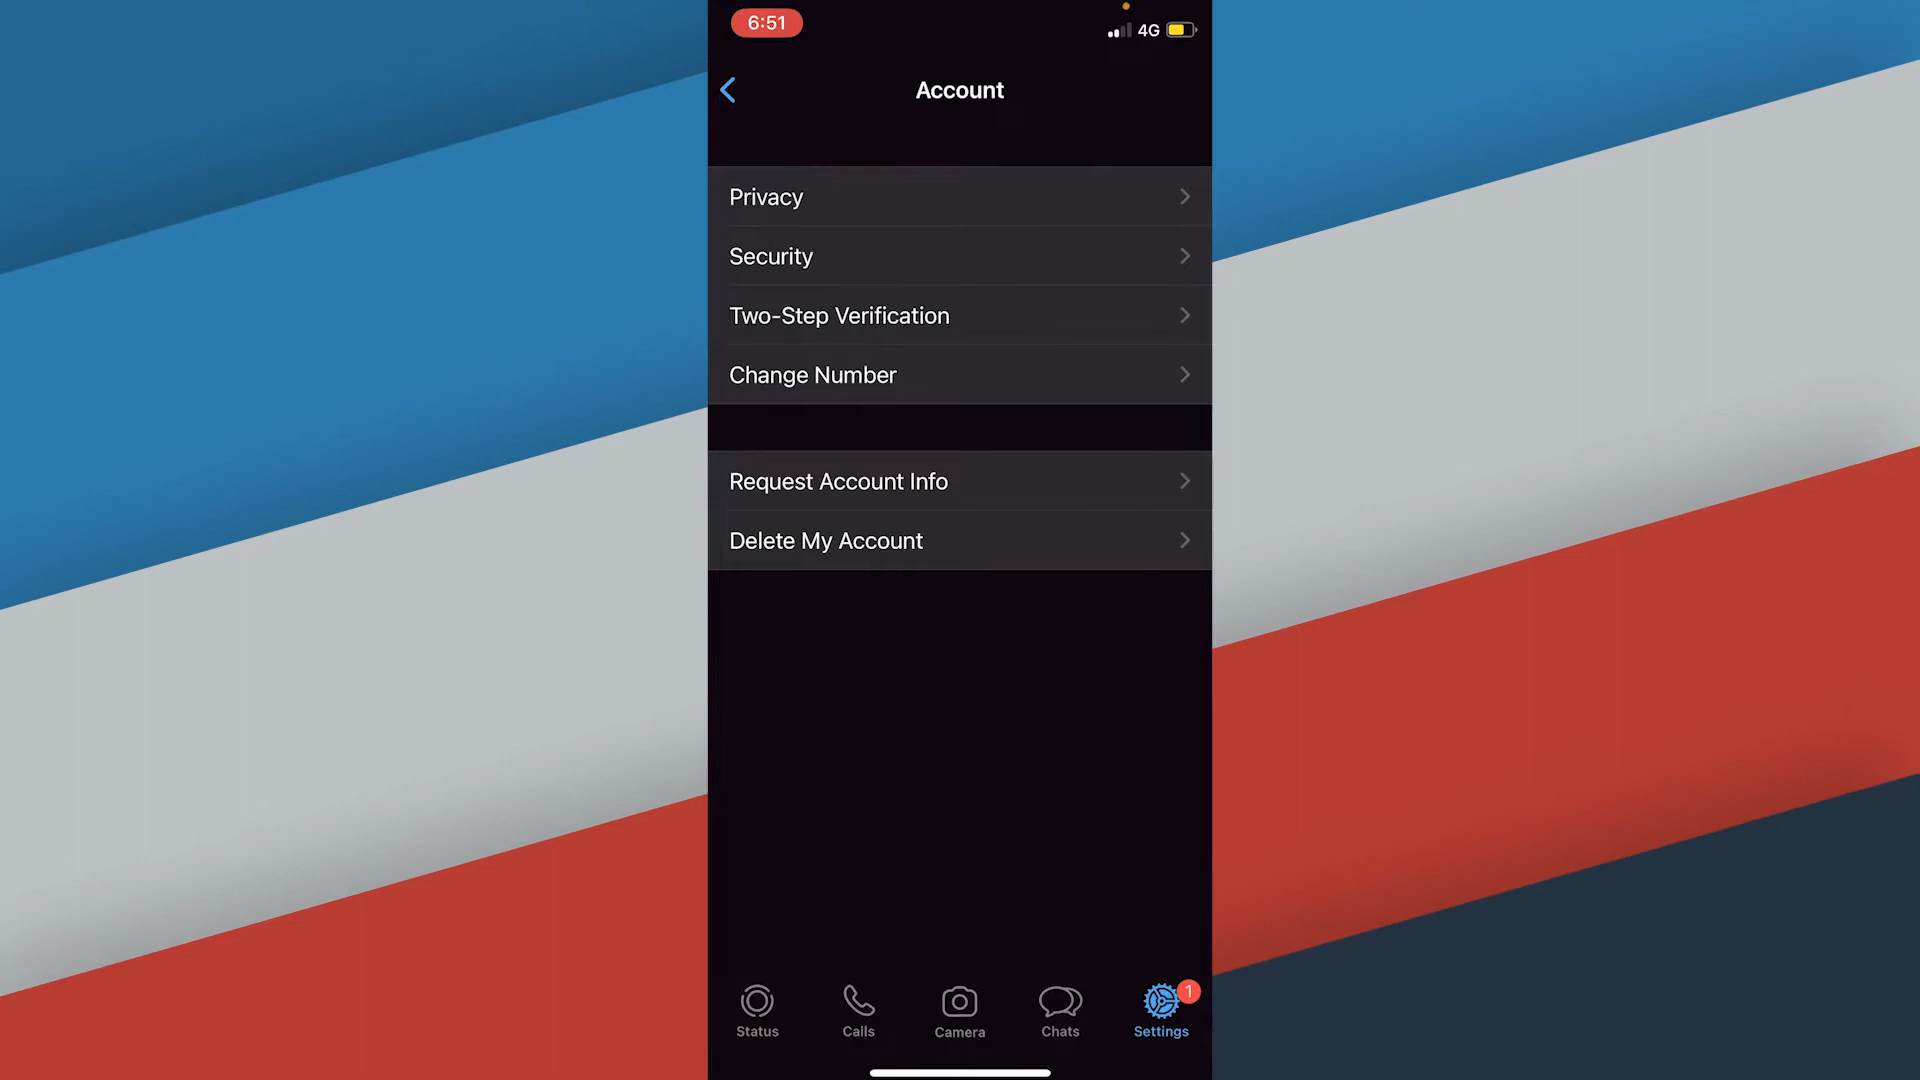 6:51
4G
Account
Privacy
Security
Two-Step Verification
Change Number
Request Account Info
Delete My Account
1
Status
Calls
Camera
Chats
Settings